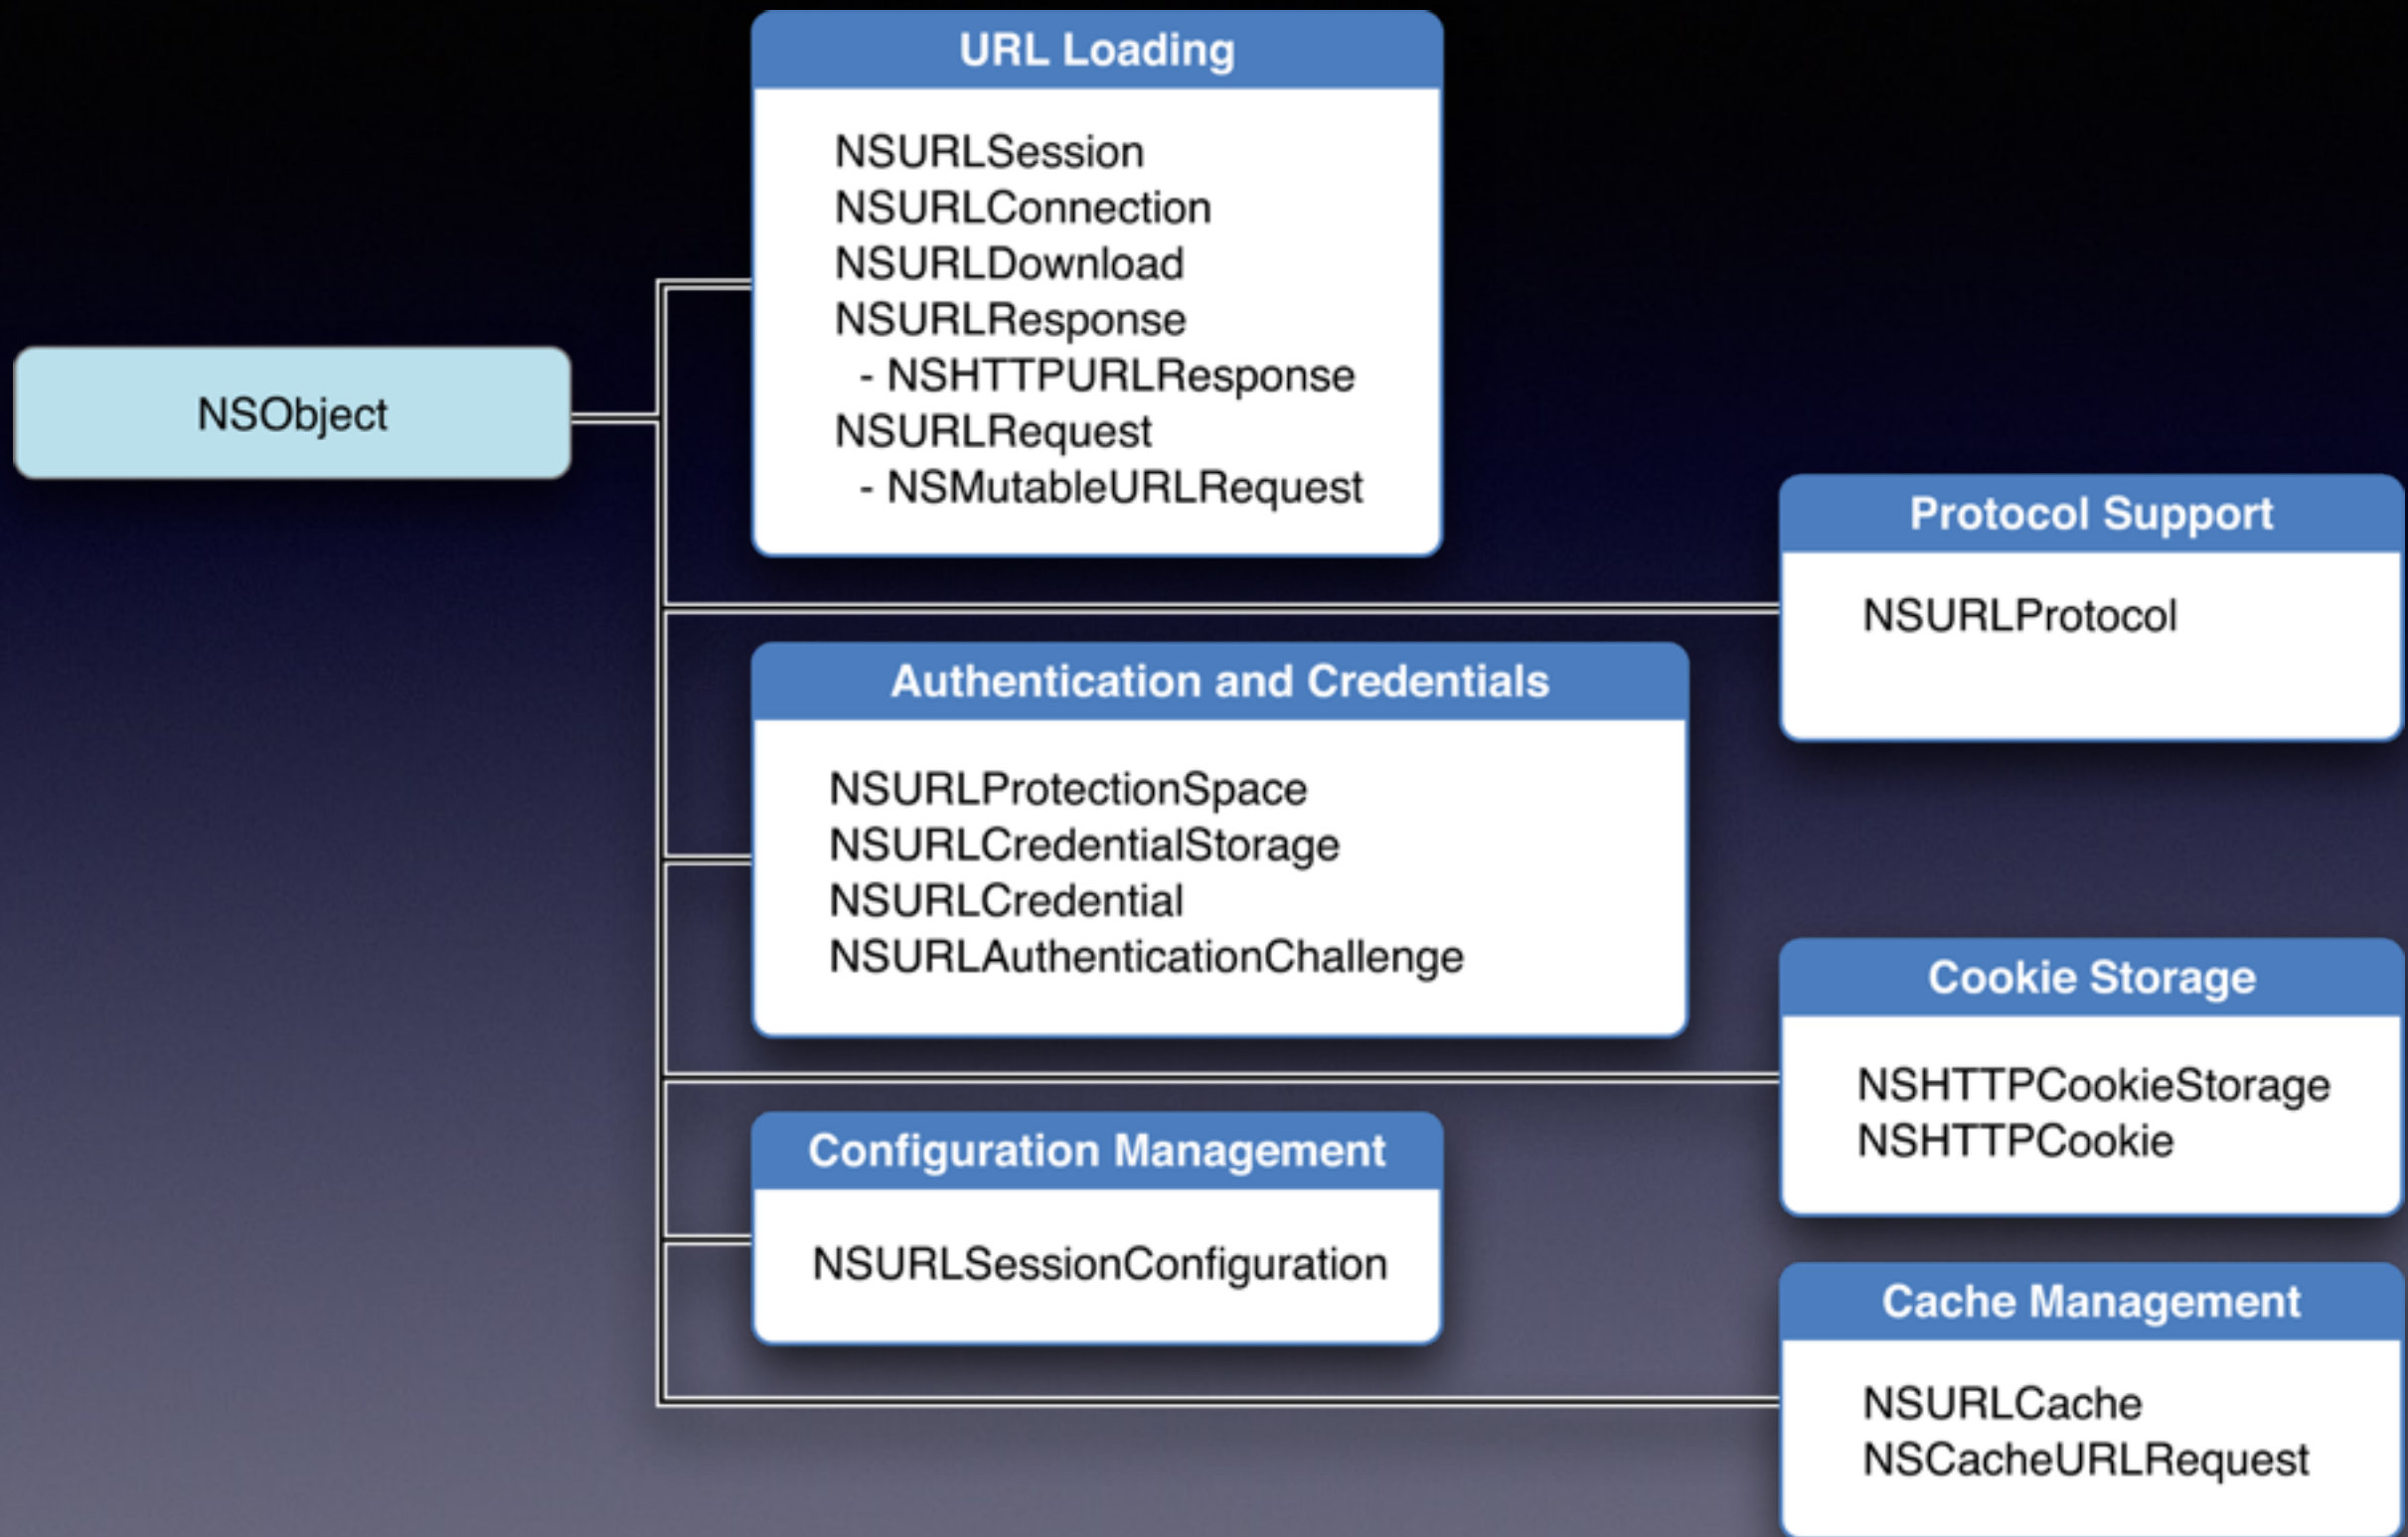 URL Loading
NSURLSession
NSURLConnection
NSURLDownload
NSURLResponse
- NSHTTPURLResponse
NSURLRequest
- NSMutableURLRequest
NSObject
Protocol Support
NSURLProtocol
Authentication and Credentials
NSURLProtectionSpace
NSURLCredentialStorage
NSURLCredential
NSURLAuthenticationChallenge
Cookie Storage
NSHTTPCookieStorage
NSHTTPCookie
Configuration Management
NSURLSessionConfiguration
Cache Management
NSURLCache
NSCacheURLRequest